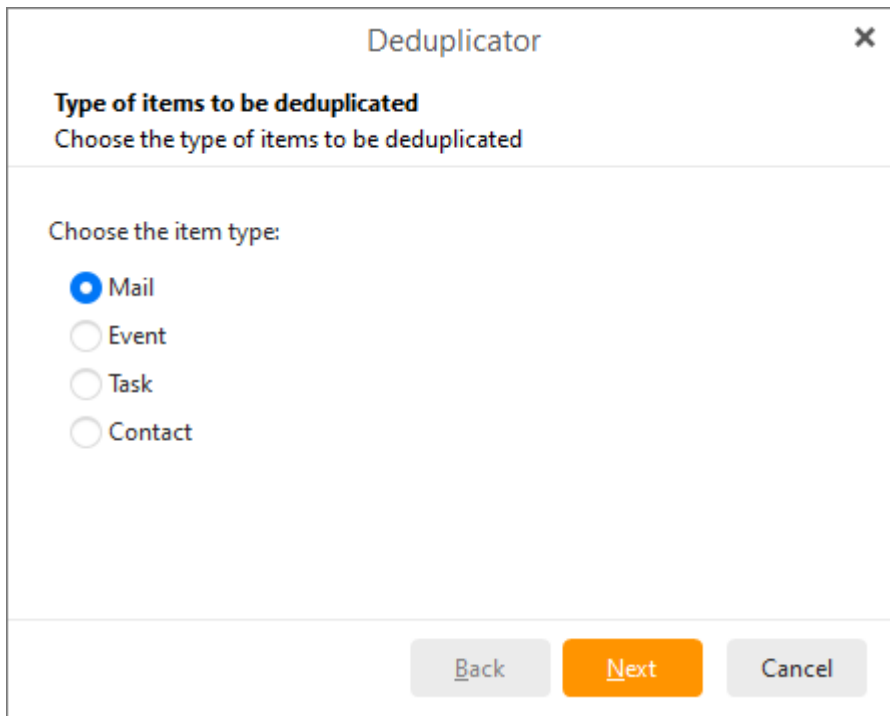 Deduplicator
Type of items to be deduplicated
Choose the type of items to be deduplicated
Choose the item type:
Mail
Event
Task
Contact
Back Next Cancel